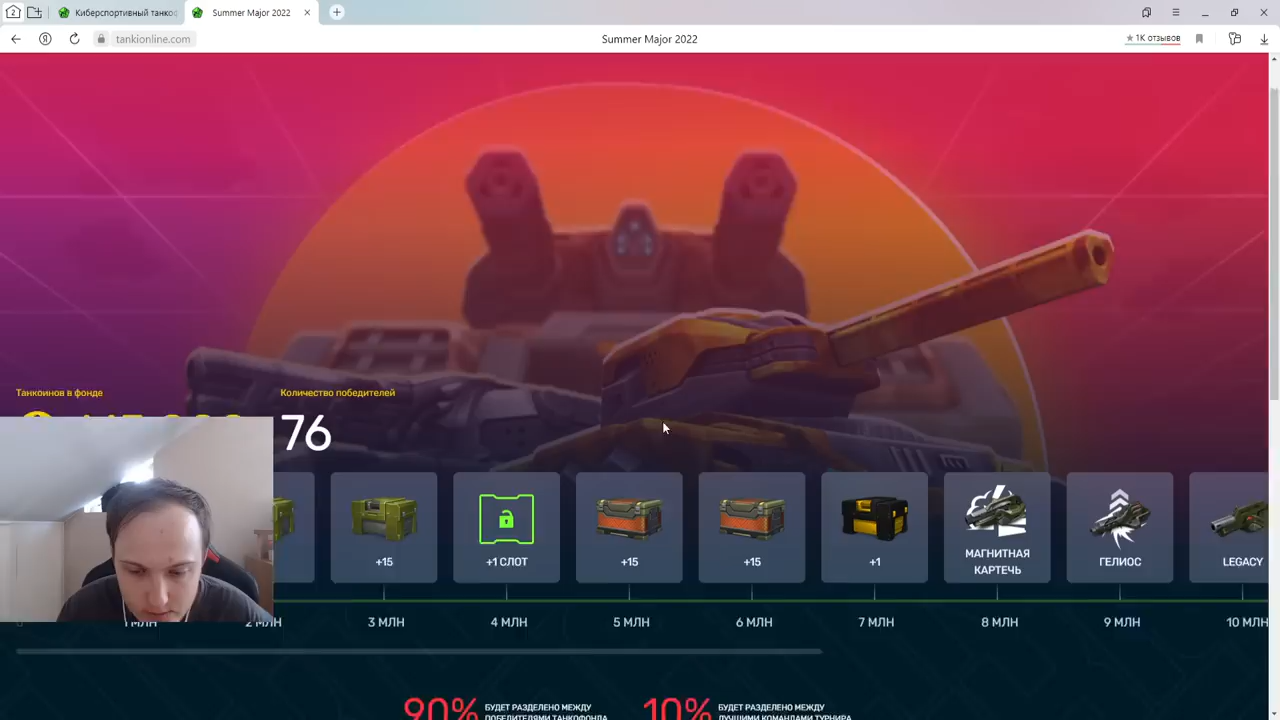 2
Киберспортивный танко
Summer Major 2022
tankionline.com
Summer Major 2022
★ 1K отзывов
Танкоинов в фонде
Количество победителей
76
+15
+1 СЛОТ
+15
+15
+1
МАГНИТНАЯ
КАРТЕЧЬ
ГЕЛИОС
LEGACY
1 МЛН
2 МЛН
3 МЛН
4 МЛН
5 МЛН
6 МЛН
7 МЛН
8 МЛН
9 МЛН
10 МЛН
90%
БУДЕТ РАЗДЕЛЕНО МЕЖДУ
ПОБЕДИТЕЛЯМИ ТАНКОФОНДА
10%
БУДЕТ РАЗДЕЛЕНО МЕЖДУ
ЛУЧШИМИ КОМАНДАМИ ТУРНИРА